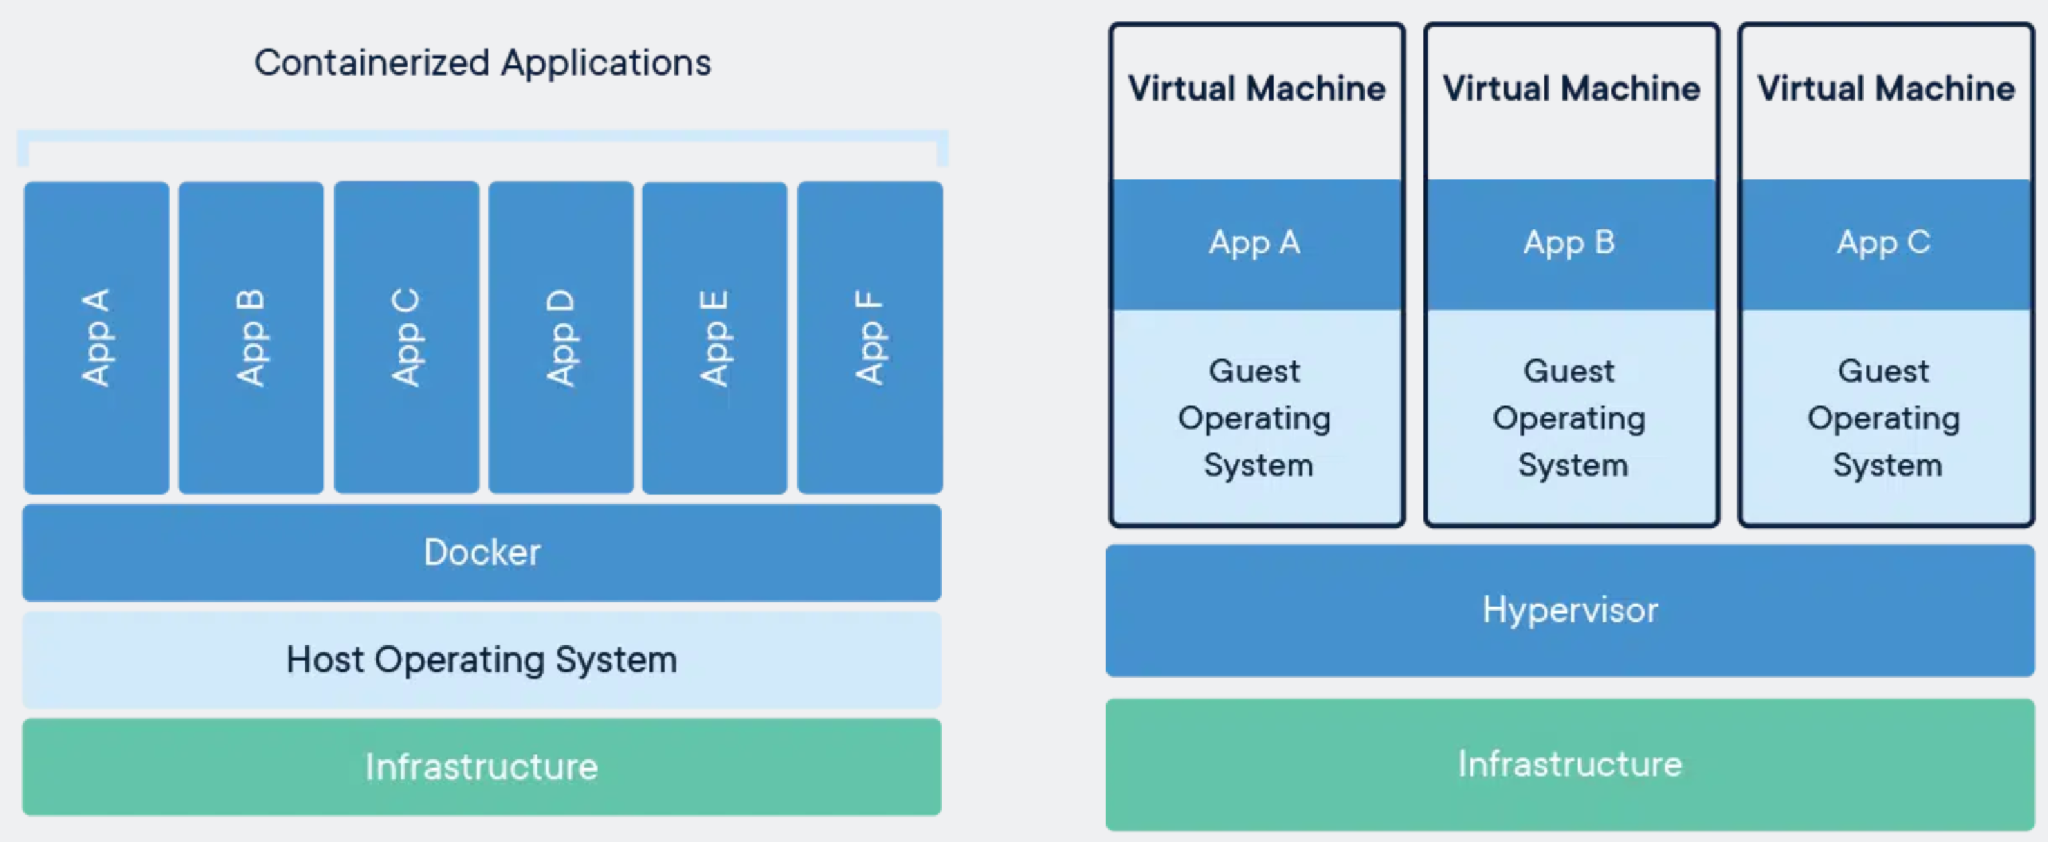 Containerized Applications
App A
App B
App C
App D
App E
App F
Docker
Host Operating System
Infrastructure
Virtual Machine
App A
Guest
Operating
System
Virtual Machine
App B
Guest
Operating
System
Virtual Machine
App C
Guest
Operating
System
Hypervisor
Infrastructure